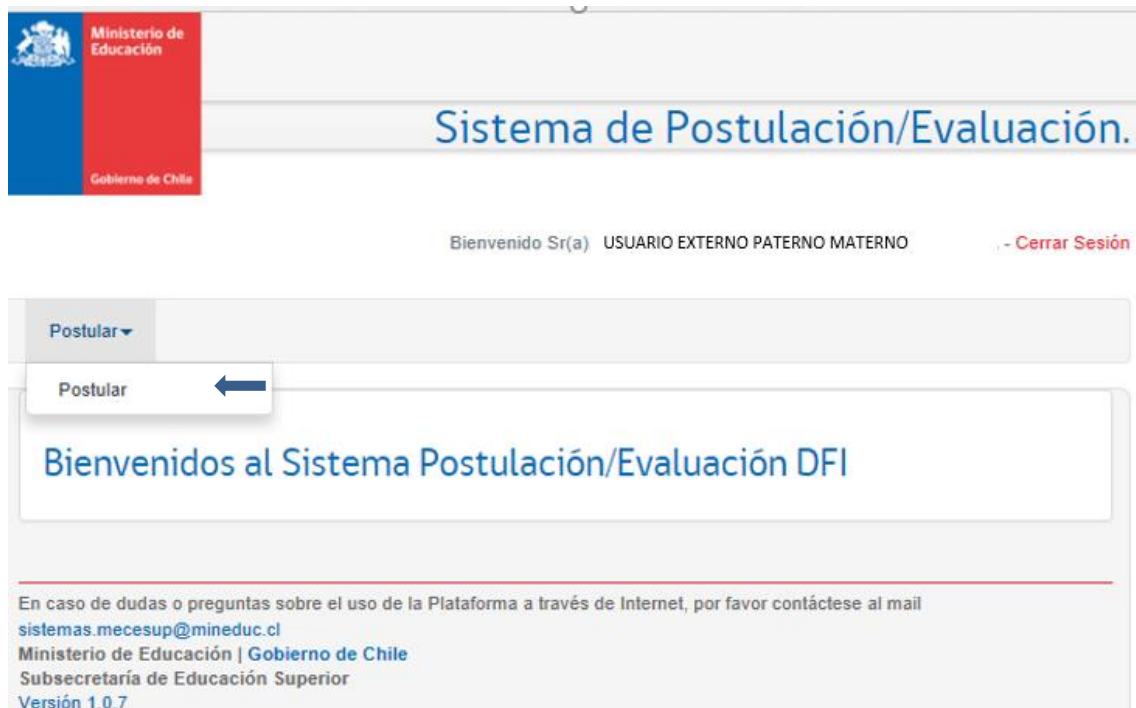 Ministerio de
Educación
Gobierno de Chile
Sistema de Postulación/Evaluación.
Bienvenido Sr(a) USUARIO EXTERNO PATERNO MATERNO . - Cerrar Sesión
Postular
Postular
Bienvenidos al Sistema Postulación/Evaluación DFI
En caso de dudas o preguntas sobre el uso de la Plataforma a través de Internet, por favor contáctese al mail
sistemas.mecesup@mineduc.cl
Ministerio de Educación | Gobierno de Chile
Subsecretaría de Educación Superior
Versión 1.0.7